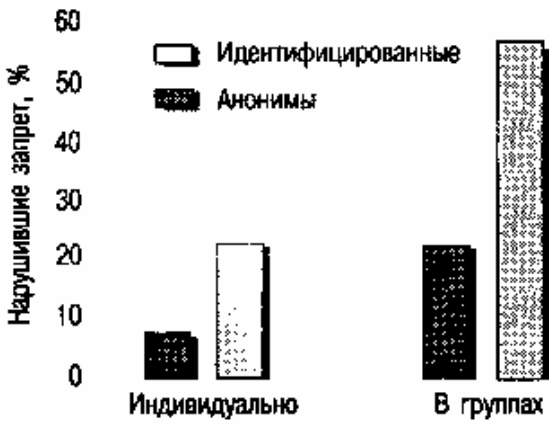 Нарушившие запрет, %
60
50
40
30
20
10
0
Идентифицированные
Анонимы
Индивидуально
В группах